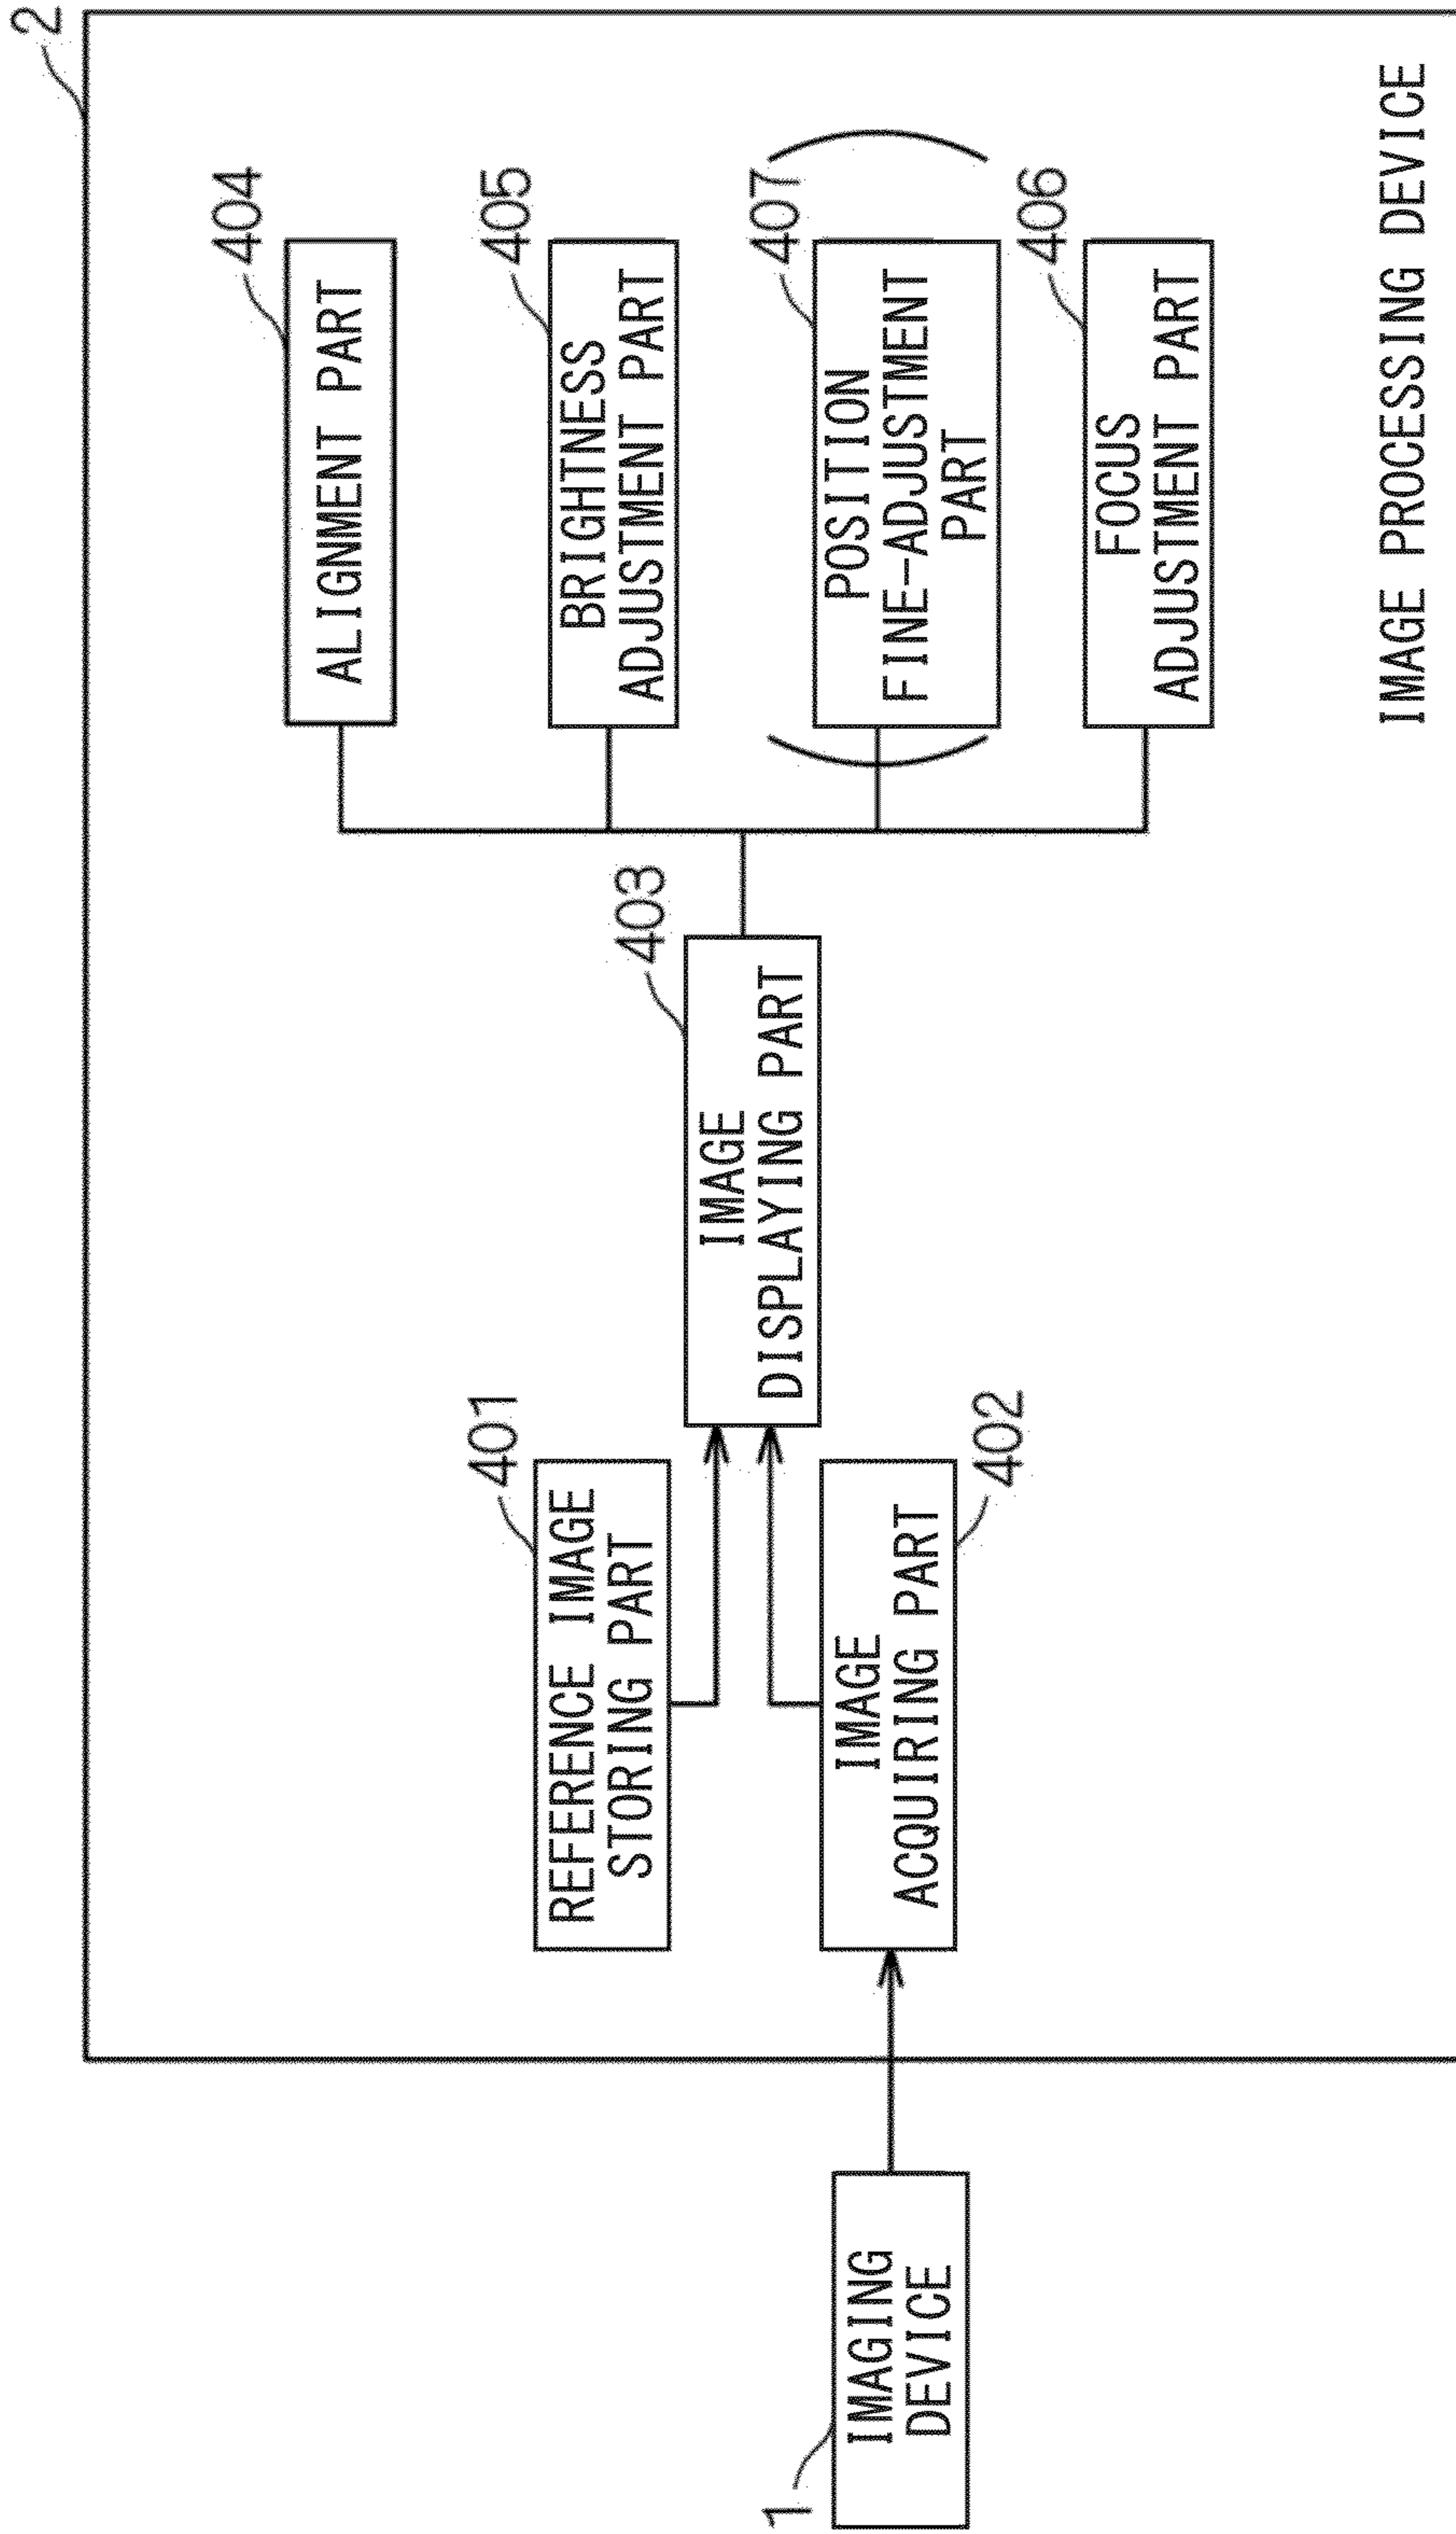 2
404
ALIGNMENT PART
405
BRIGHTNESS
ADJUSTMENT PART
403
IMAGE
DISPLAYING PART
401
REFERENCE IMAGE
STORING PART
407
POSITION
FINE-ADJUSTMENT
PART
1
IMAGING
DEVICE
IMAGE
ACQUIRING PART
402
406
FOCUS
ADJUSTMENT PART
IMAGE PROCESSING DEVICE